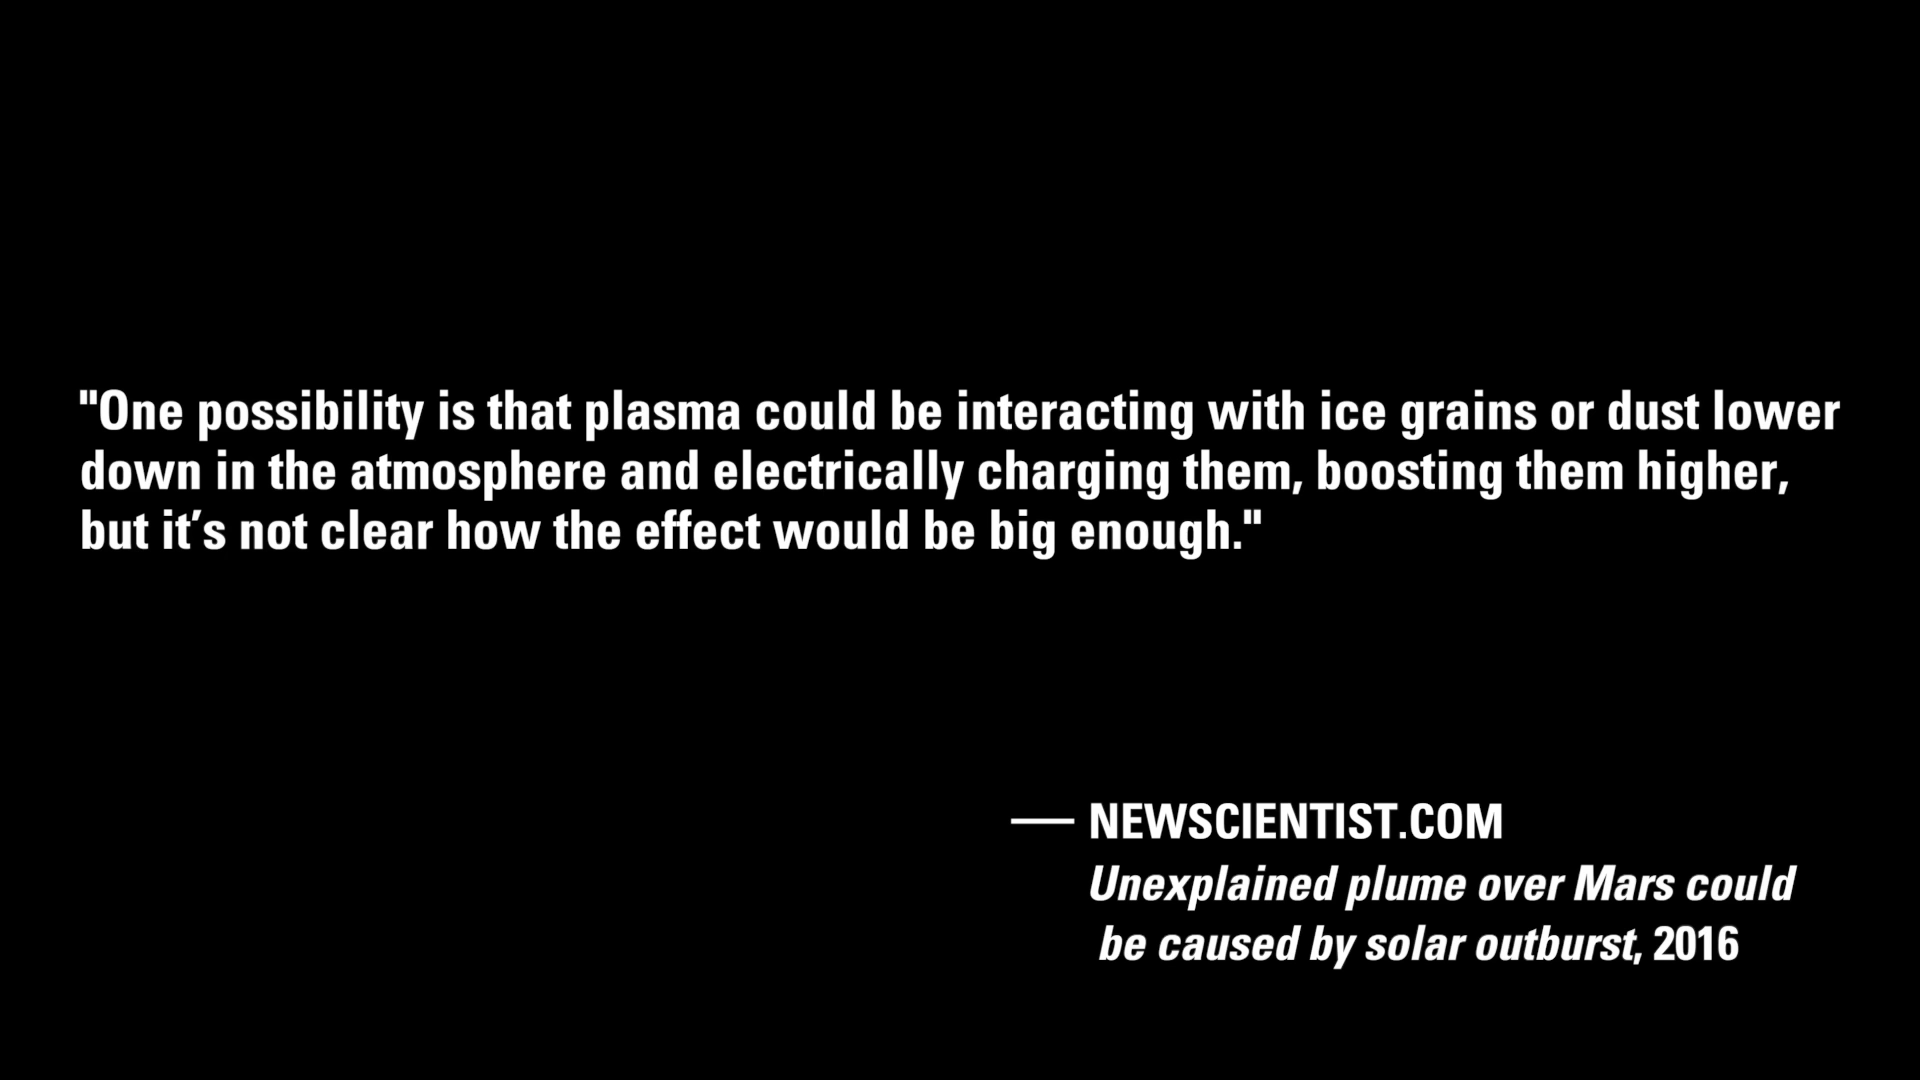 "One possibility is that plasma could be interacting with ice grains or dust lower
down in the atmosphere and electrically charging them, boosting them higher,
but it’s not clear how the effect would be big enough."
— NEWSCIENTIST.COM
Unexplained plume over Mars could
be caused by solar outburst, 2016